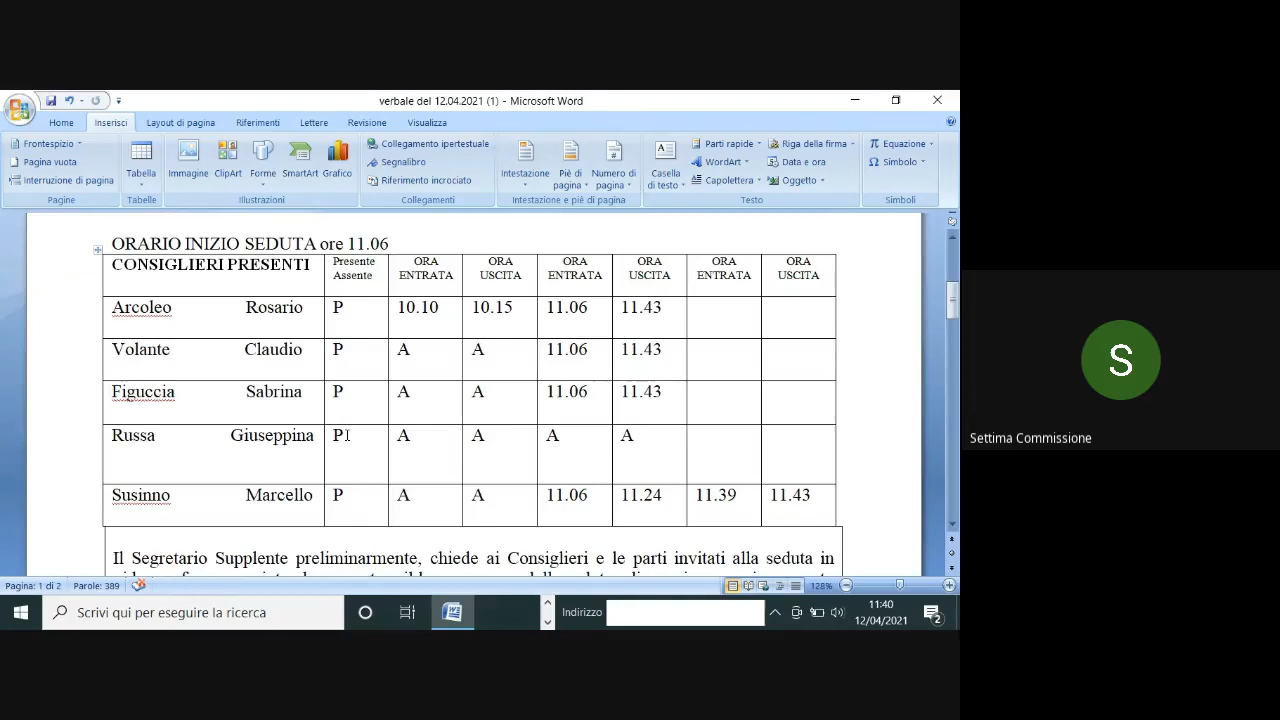 verbale del 12.04.2021 (1) - Microsoft Word
Home Inserisci Layout di pagina Riferimenti Lettere Revisione Visualizza
Frontespizio
Pagina vuota
Interruzione di pagina
Pagine
Tabella
Tabelle
Immagine ClipArt Forme SmartArt Grafico
Illustrazioni
Collegamento ipertestuale
Segnalibro
Riferimento incrociato
Collegamenti
Intestazione Piè di pagina Numero di pagina
Intestazione e piè di pagina
Casella di testo
Parti rapide
WordArt
Capolettera
Riga della firma
Data e ora
Oggetto
Testo
π Equazione
Ω Simbolo
Simboli
ORARIO INIZIO SEDUTA ore 11.06
CONSIGLIERI PRESENTI Presente Assente ORA ENTRATA ORA USCITA ORA ENTRATA ORA USCITA ORA ENTRATA ORA USCITA
Arcoleo Rosario P 10.10 10.15 11.06 11.43
Volante Claudio P A A 11.06 11.43
Figuccia Sabrina P A A 11.06 11.43
Russa Giuseppina P A A A A
Susinno Marcello P A A 11.06 11.24 11.39 11.43
Il Segretario Supplente preliminarmente, chiede ai Consiglieri e le parti invitati alla seduta in
Pagina: 1 di 2 Parole: 389 128%
Scrivi qui per eseguire la ricerca
Indirizzo
11:40
12/04/2021
2
S
Settima Commissione